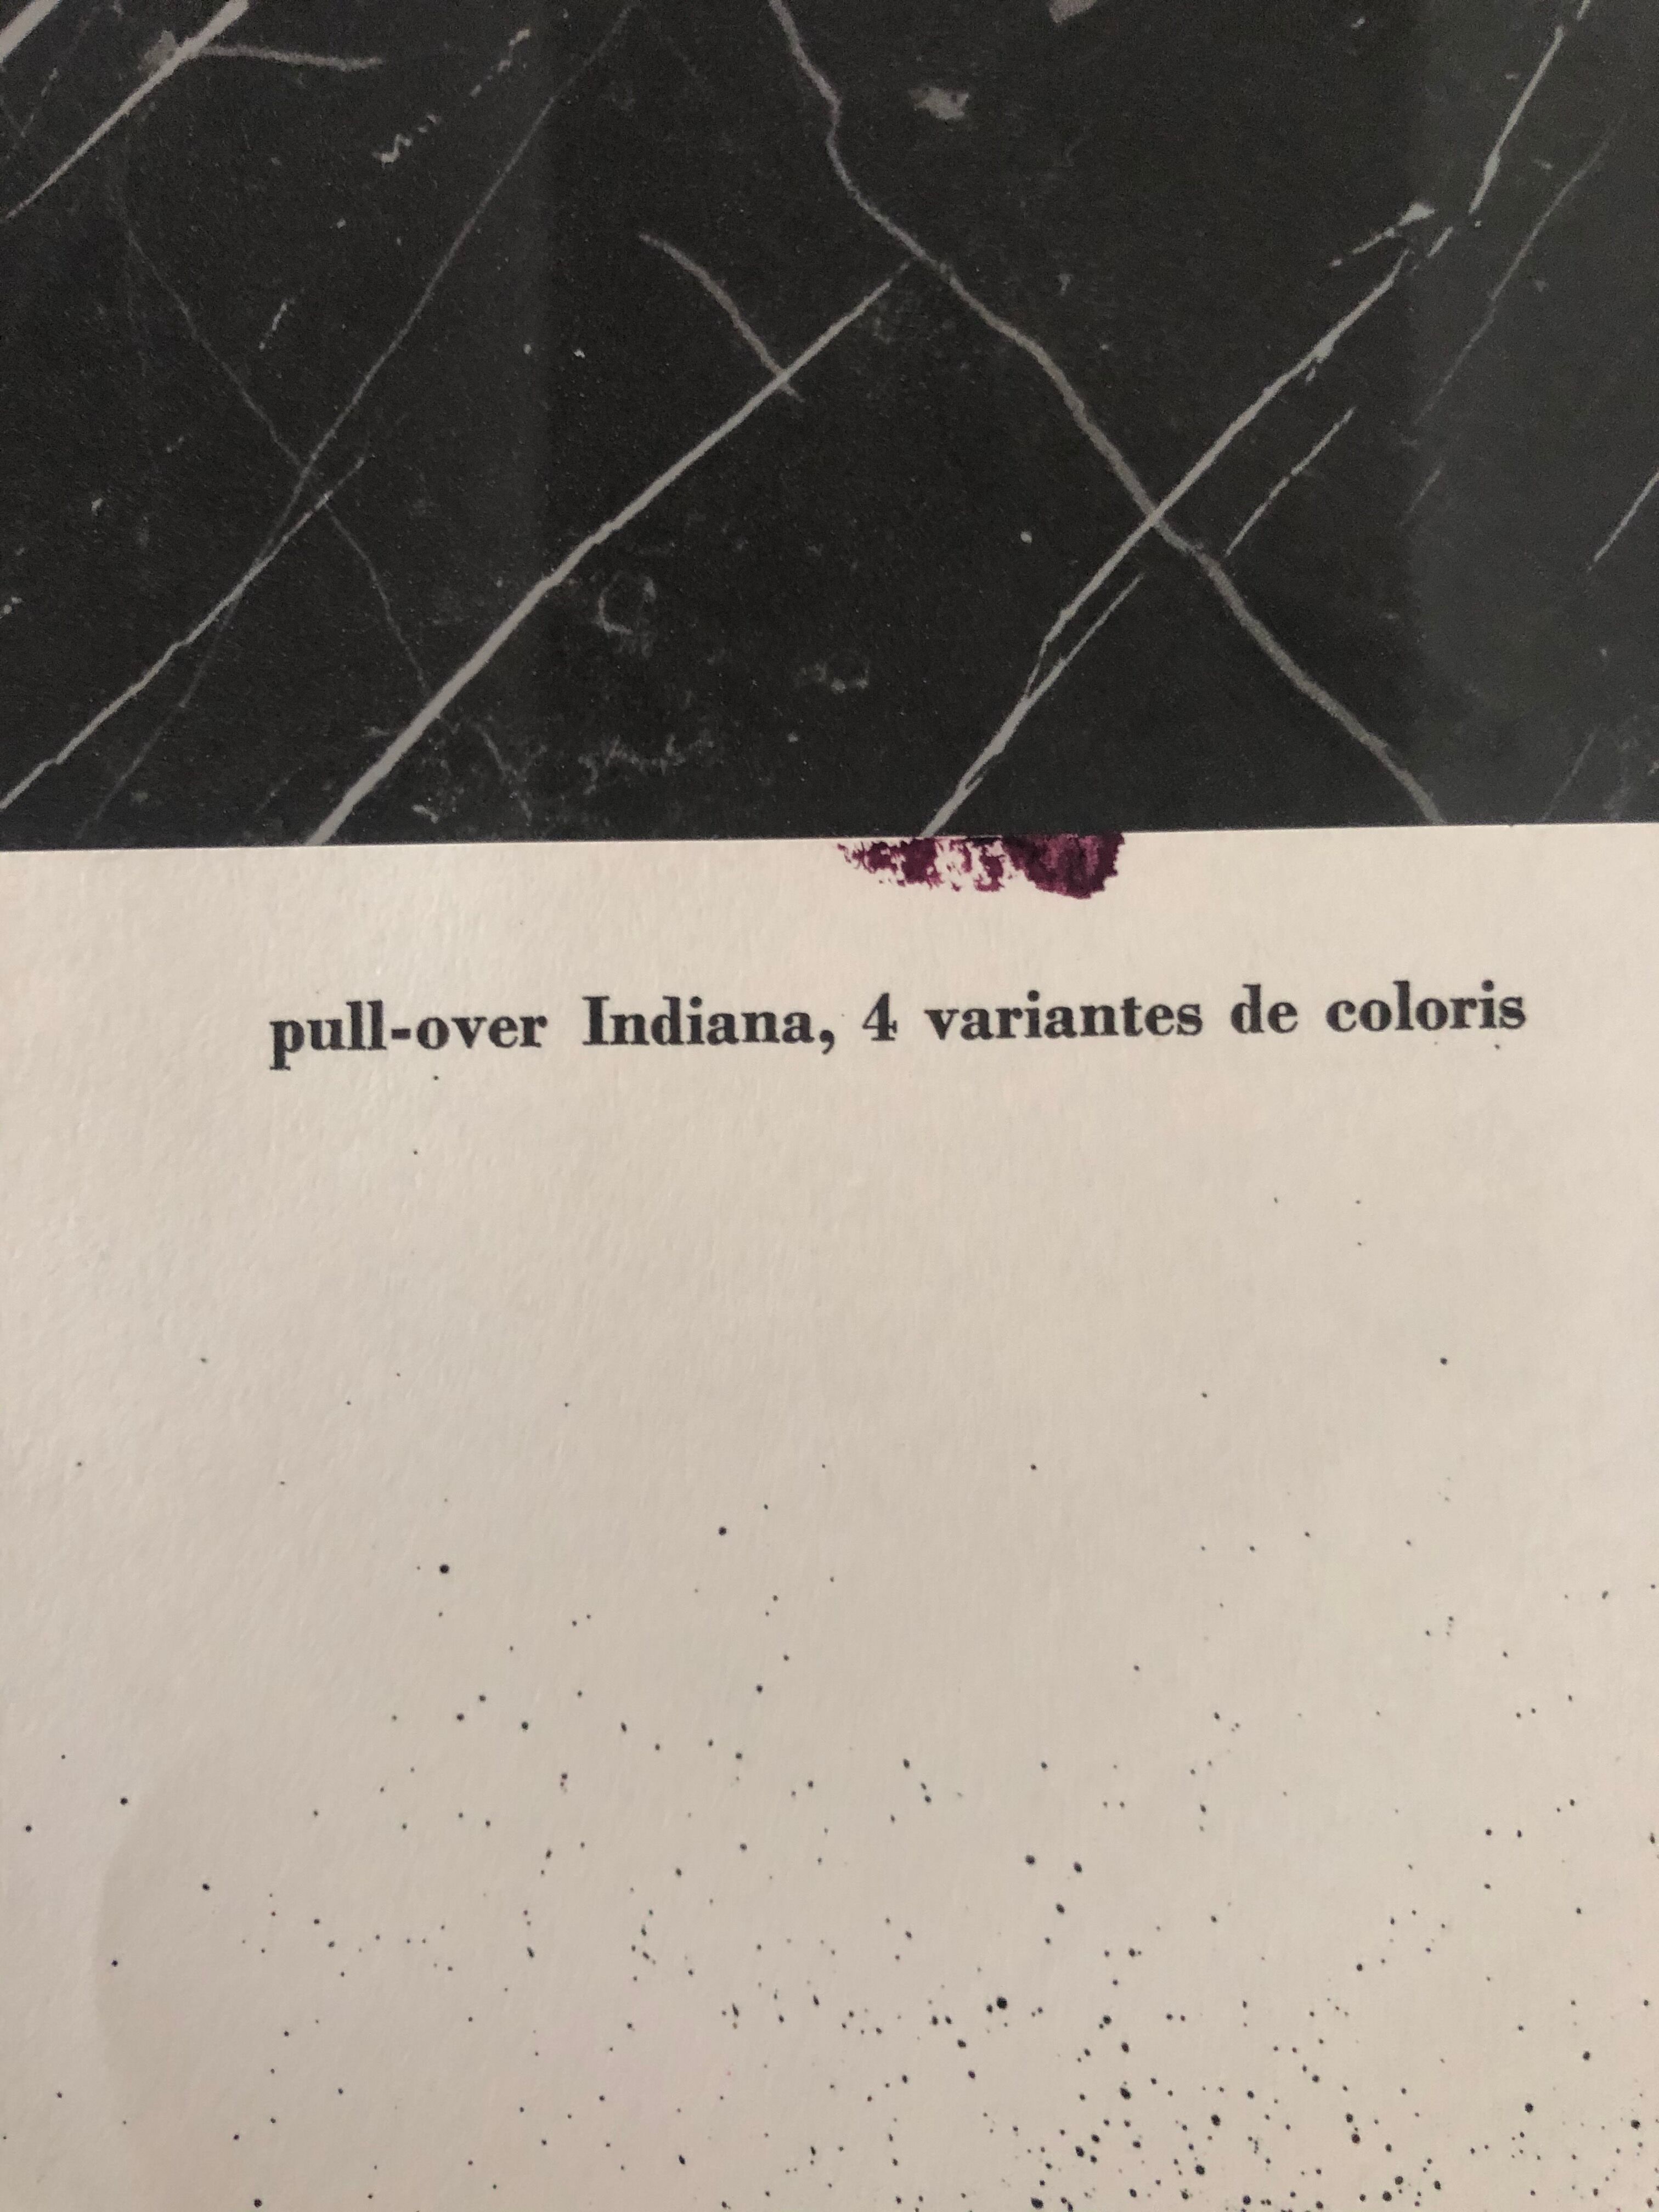 pull-over Indiana, 4 variantes de coloris